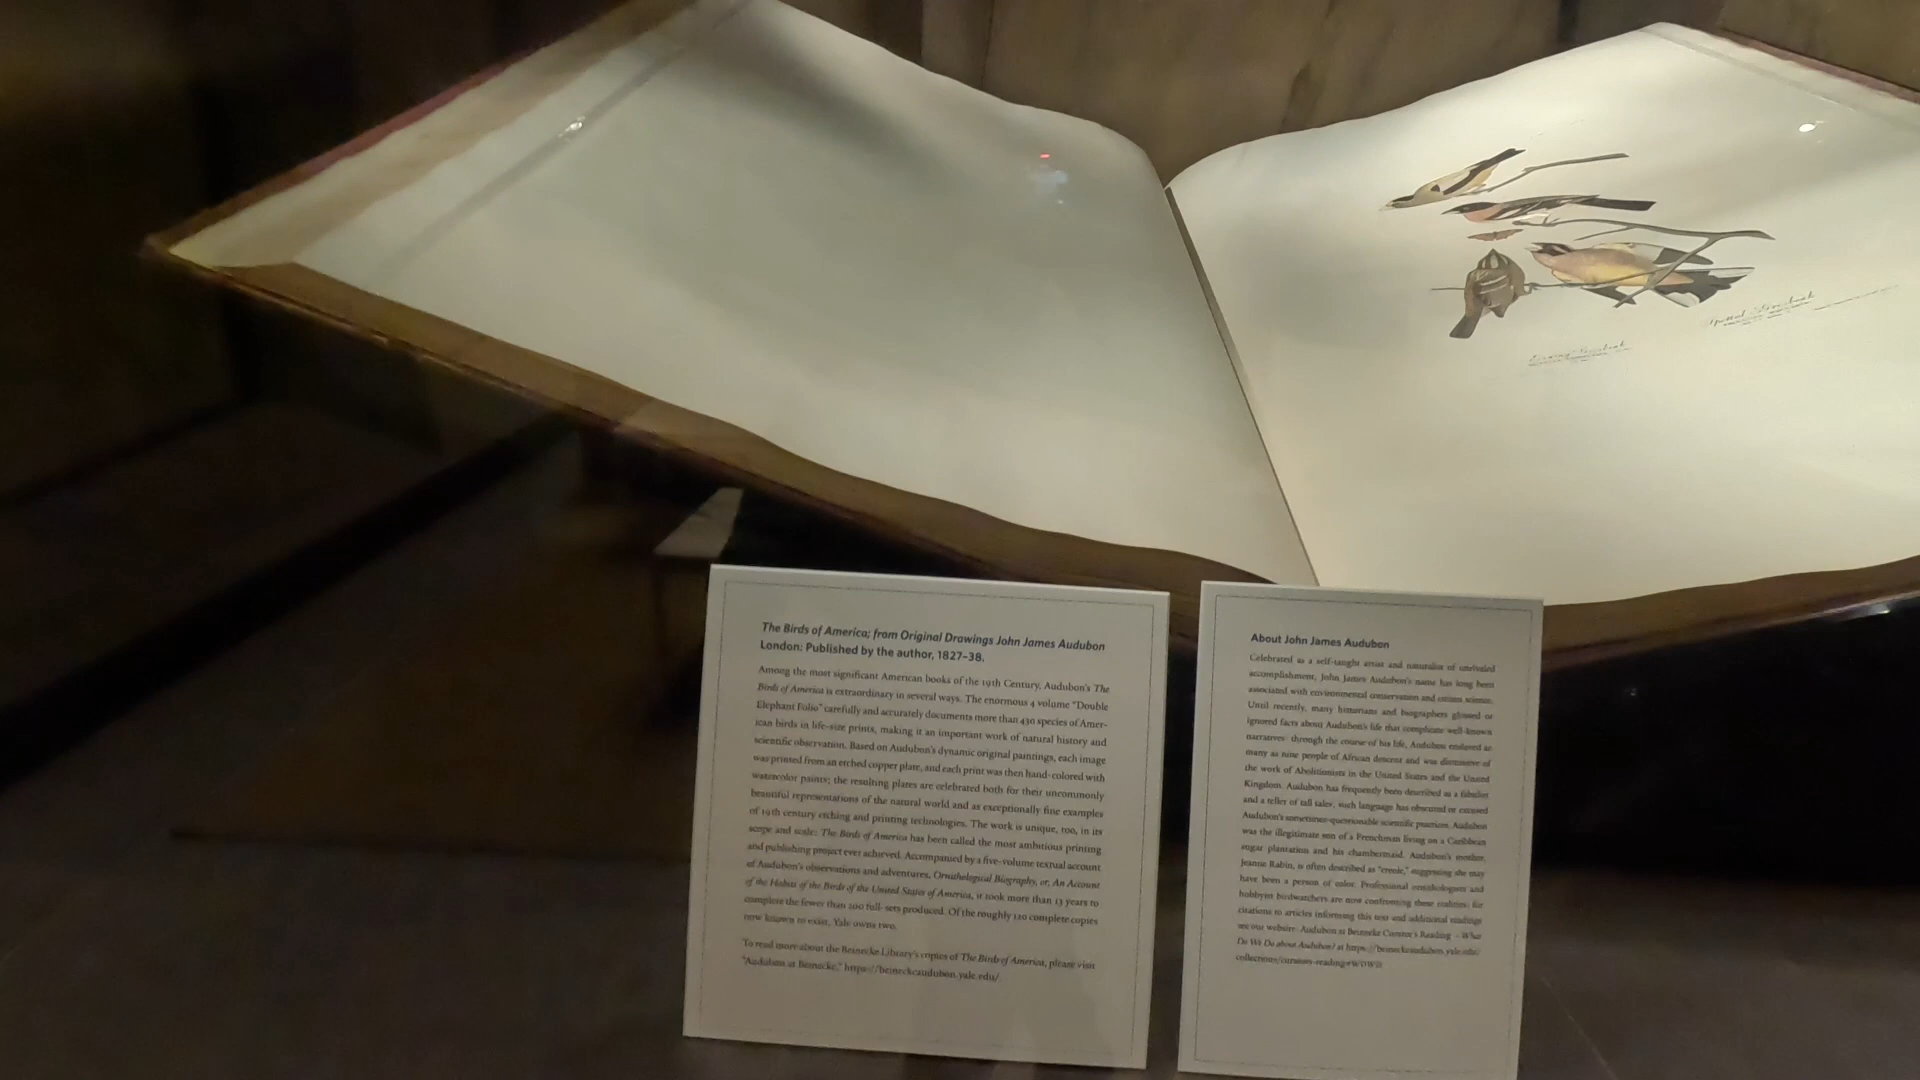 Spotted Grosbeak
Evening Grosbeak
The Birds of America; from Original Drawings John James Audubon
London: Published by the author, 1827–38.
Among the most significant American books of the 19th Century, Audubon's The
Birds of America is extraordinary in several ways. The enormous 4 volume "Double
Elephant Folio" carefully and accurately documents more than 430 species of Amer-
ican birds in life-size prints, making it an important work of natural history and
scientific observation. Based on Audubon's dynamic original paintings, each image
was printed from an etched copper plate, and each print was then hand-colored with
watercolor paints; the resulting plates are celebrated both for their uncommonly
beautiful representations of the natural world and as exceptionally fine examples
of 19th century etching and printing technologies. The work is unique, too, in its
scope and scale: The Birds of America has been called the most ambitious printing
and publishing project ever achieved. Accompanied by a five-volume textual account
of Audubon's observations and adventures, Ornithological Biography, or, An Account
of the Habits of the Birds of the United States of America, it took more than 13 years to
complete the fewer than 200 full- sets produced. Of the roughly 120 complete copies
now known to exist, Yale owns two.
To read more about the Beinecke Library's copies of The Birds of America, please visit
"Audubon at Beinecke," https://beineckeaudubon.yale.edu/.
About John James Audubon
Celebrated as a self-taught artist and naturalist of unrivaled
accomplishment, John James Audubon's name has long been
associated with environmental conservation and citizen science.
Until recently, many historians and biographers glossed or
ignored facts about Audubon's life that complicate well-known
narratives: through the course of his life, Audubon enslaved as
many as nine people of African descent and was dismissive of
the work of Abolitionists in the United States and the United
Kingdom. Audubon has frequently been described as a fabulist
and a teller of tall tales; such language has obscured or excused
Audubon's sometimes-questionable scientific practices. Audubon
was the illegitimate son of a Frenchman living on a Caribbean
sugar plantation and his chambermaid. Audubon's mother,
Jeanne Rabin, is often described as "creole," suggesting she may
have been a person of color. Professional ornithologists and
hobbyist birdwatchers are now confronting these realities: for
citations to articles informing this text and additional readings
see our website: Audubon at Beinecke Curator's Reading – What
Do We Do about Audubon? at https://beineckeaudubon.yale.edu/
collections/curators-reading